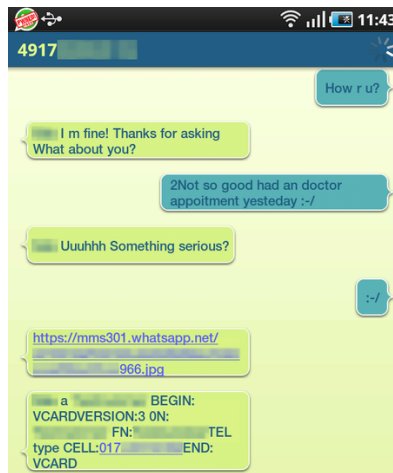 11:43
4917
How r u?
I m fine! Thanks for asking
What about you?
2Not so good had an doctor
appoitment yesteday :-/
Uuuhhh Something serious?
:-/
https://mms301.whatsapp.net/
966.jpg
a BEGIN:
VCARDVERSION:3 0N:
FN: TEL
type CELL:017 END:
VCARD